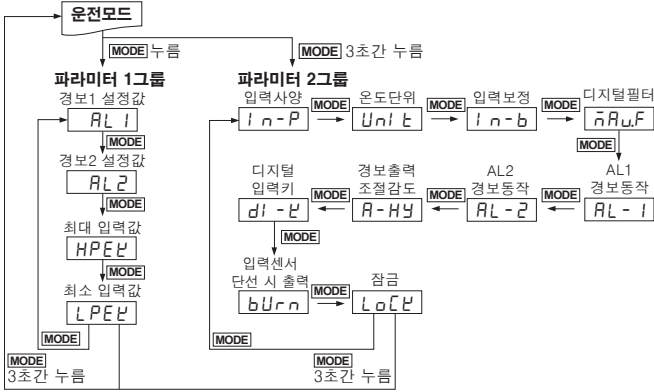 운전모드
MODE 누름
MODE 3초간 누름
파라미터 1그룹
경보1 설정값
AL1
MODE
경보2 설정값
AL2
MODE
최대 입력값
HPEK
MODE
최소 입력값
LPEK
MODE
MODE
3초간 누름
파라미터 2그룹
입력사양
In-P
MODE
온도단위
UnIt
MODE
입력보정
In-b
MODE
디지털필터
mAu.F
MODE
AL1
경보동작
AL-1
MODE
AL2
경보동작
AL-2
MODE
경보출력
조절감도
A-HY
MODE
디지털
입력키
dI-K
MODE
입력센서
단선 시 출력
bUrn
MODE
잠금
LoCK
MODE
MODE
3초간 누름